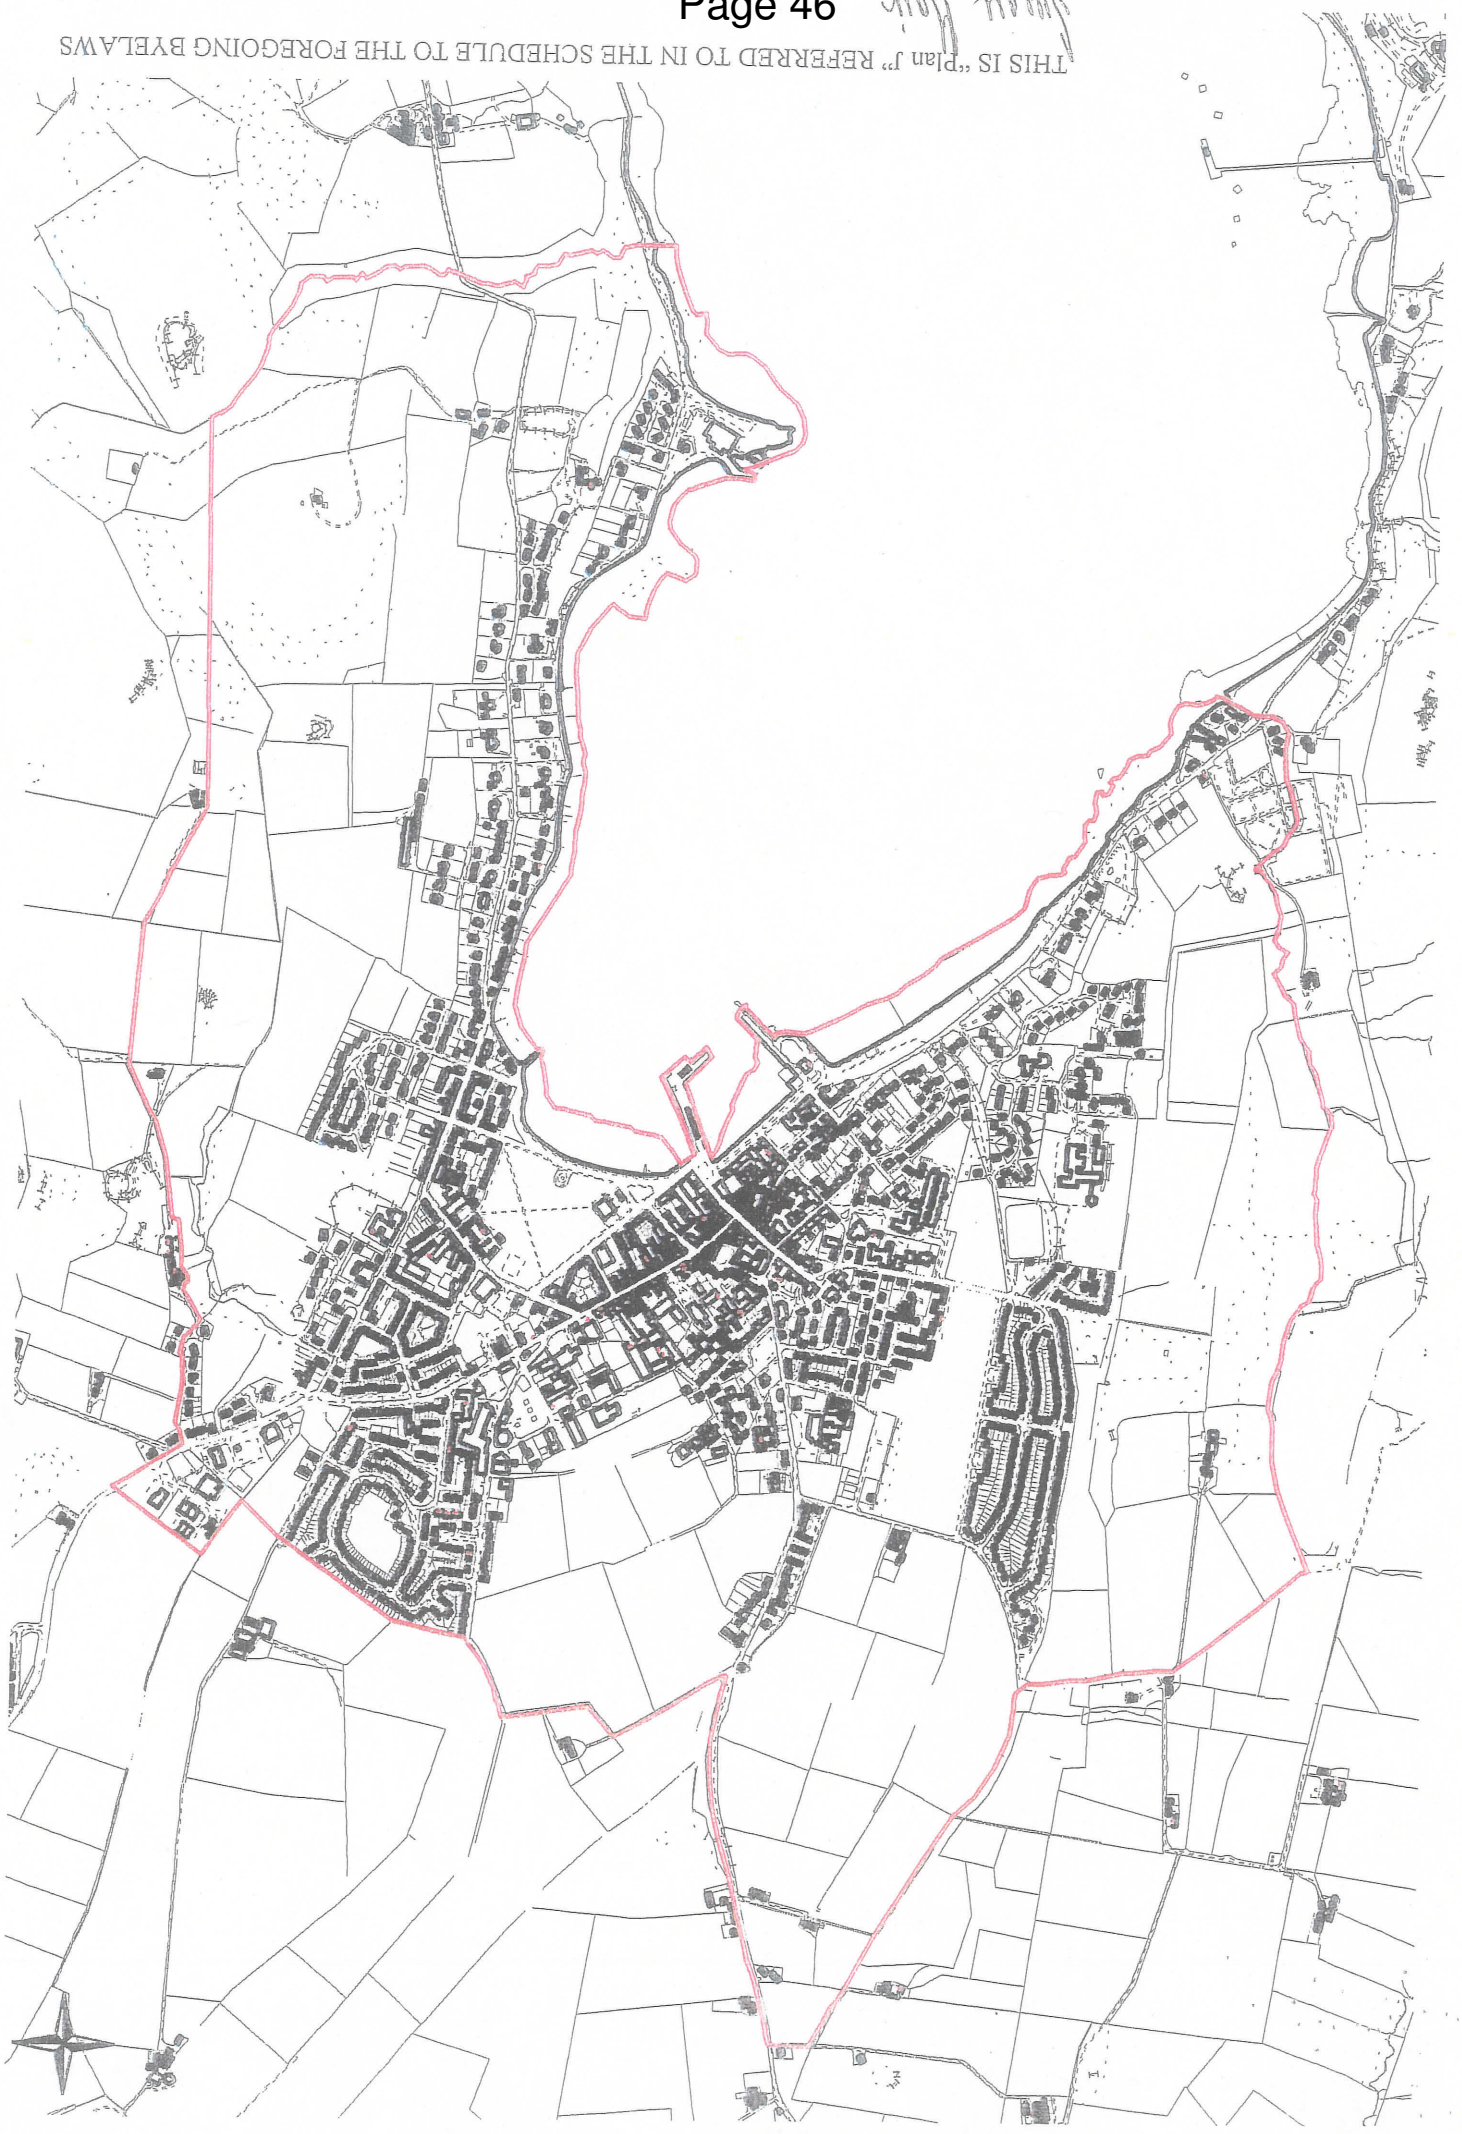 Page 46
THIS IS "Plan J" REFERRED TO IN THE SCHEDULE TO THE FOREGOING BYELAWS